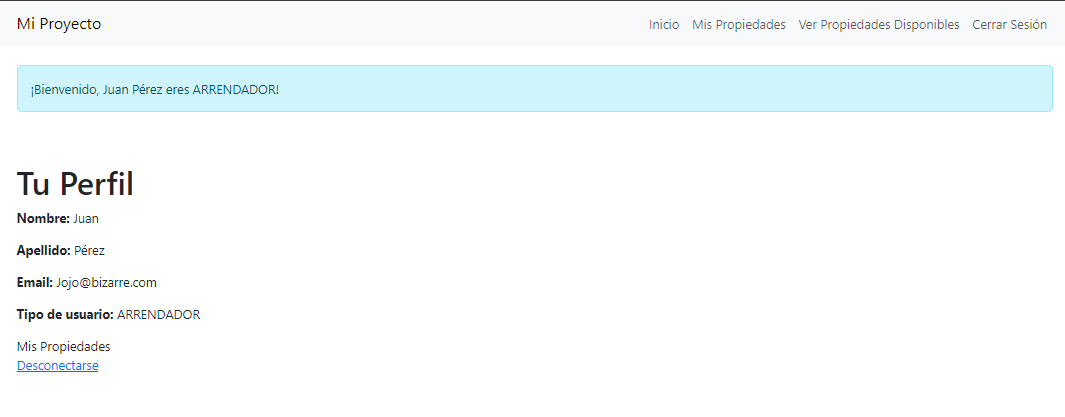 Mi Proyecto Inicio Mis Propiedades Ver Propiedades Disponibles Cerrar Sesión
¡Bienvenido, Juan Pérez eres ARRENDADOR!
Tu Perfil
Nombre: Juan
Apellido: Pérez
Email: Jojo@bizarre.com
Tipo de usuario: ARRENDADOR
Mis Propiedades
Desconectarse